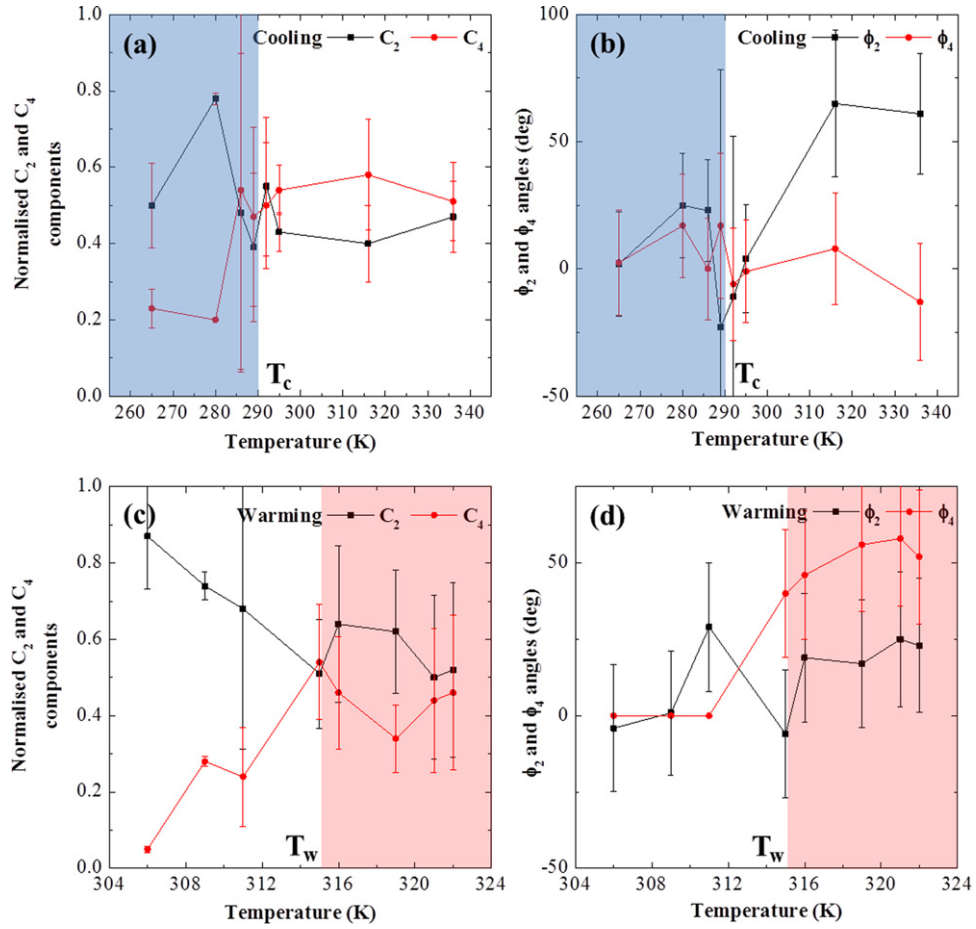 (a)
Cooling C₂ C₄
Normalised C₂ and C₄
components
1.0
0.8
0.6
0.4
0.2
0.0
T_c
260 270 280 290 300 310 320 330 340
Temperature (K)
(b)
Cooling ϕ₂ ϕ₄
ϕ₂ and ϕ₄ angles (deg)
100
50
0
-50
T_c
260 270 280 290 300 310 320 330 340
Temperature (K)
(c)
Warming C₂ C₄
Normalised C₂ and C₄
components
1.0
0.8
0.6
0.4
0.2
0.0
T_w
304 308 312 316 320 324
Temperature (K)
(d)
Warming ϕ₂ ϕ₄
ϕ₂ and ϕ₄ angles (deg)
50
0
-50
T_w
304 308 312 316 320 324
Temperature (K)